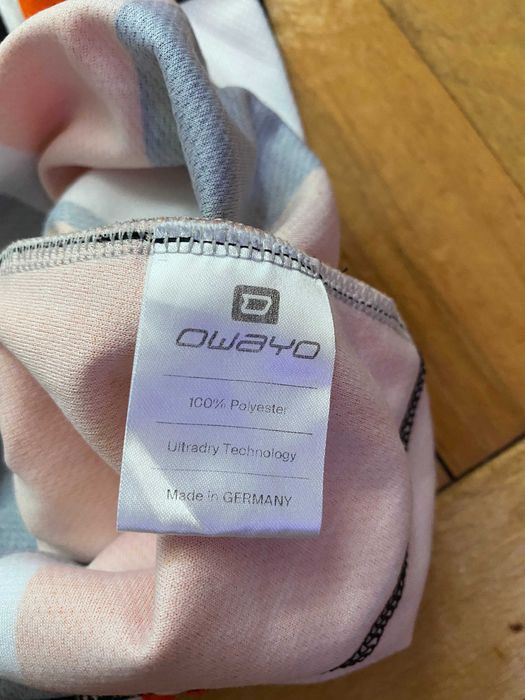 owayo
100% Polyester
Ultradry Technology
Made in GERMANY